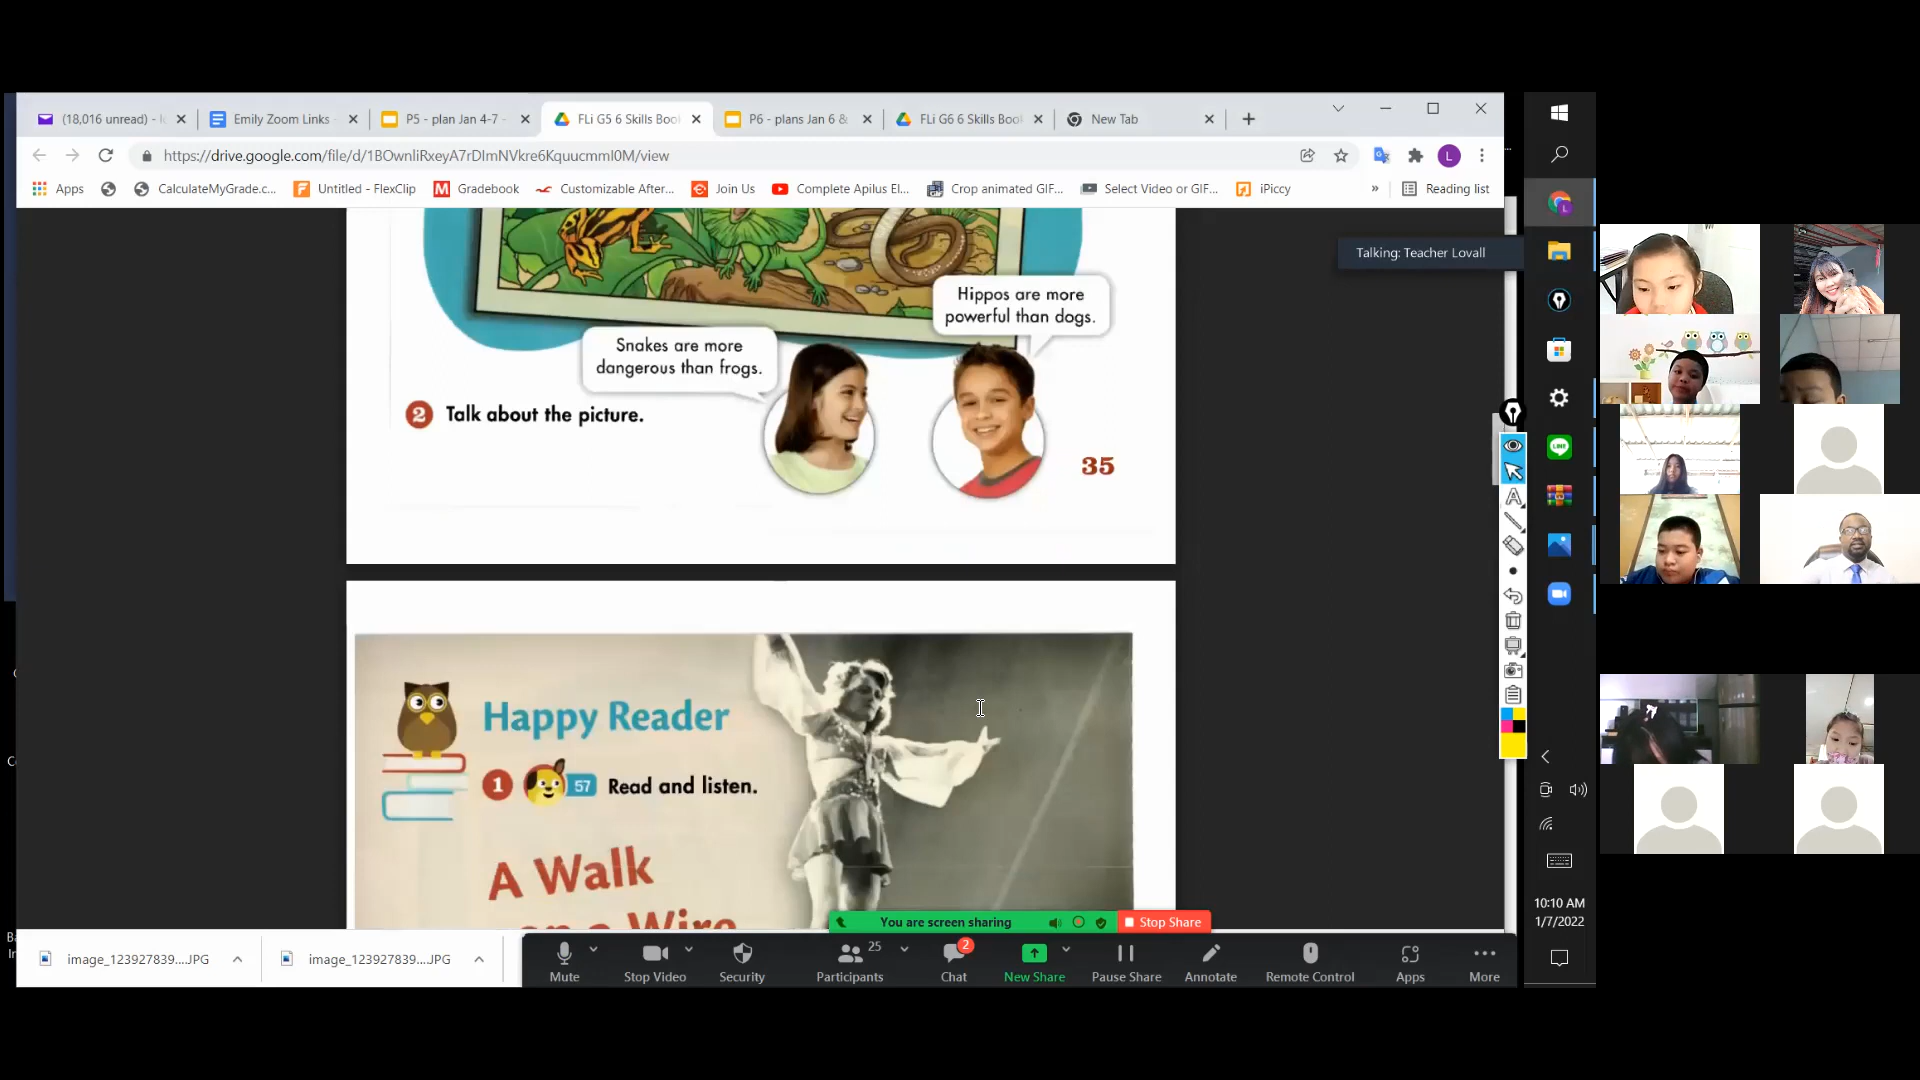 (18,016 unread) -
Emily Zoom Links
P5 - plan Jan 4-7 -
FLi G5 6 Skills Boo
P6 - plans Jan 6 &
FLi G6 6 Skills Boo
New Tab
https://drive.google.com/file/d/1BOwnliRxeyA7rDImNVkre6KquucmmI0M/view
L
Apps
CalculateMyGrade.c...
Untitled - FlexClip
Gradebook
Customizable After...
Join Us
Complete Apilus El...
Crop animated GIF...
Select Video or GIF...
iPiccy
»
Reading list
Talking: Teacher Lovall
Hippos are more
powerful than dogs.
Snakes are more
dangerous than frogs.
2 Talk about the picture.
35
Happy Reader
1 57 Read and listen.
A Walk
on a Wire
You are screen sharing
Stop Share
image_123927839....JPG
image_123927839....JPG
Mute
Stop Video
Security
Participants
25
Chat
2
New Share
Pause Share
Annotate
Remote Control
Apps
More
LINE
10:10 AM
1/7/2022